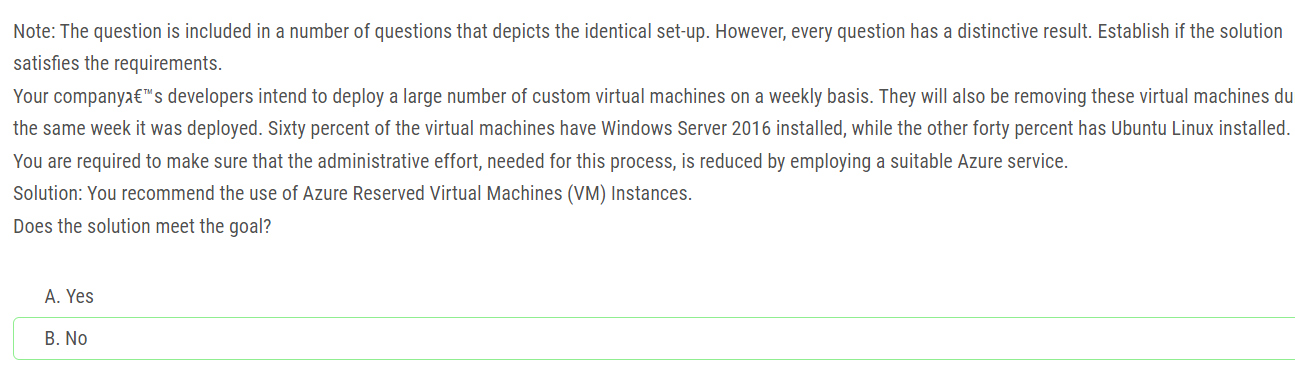 Note: The question is included in a number of questions that depicts the identical set-up. However, every question has a distinctive result. Establish if the solution
satisfies the requirements.
Your companyג€™s developers intend to deploy a large number of custom virtual machines on a weekly basis. They will also be removing these virtual machines du
the same week it was deployed. Sixty percent of the virtual machines have Windows Server 2016 installed, while the other forty percent has Ubuntu Linux installed.
You are required to make sure that the administrative effort, needed for this process, is reduced by employing a suitable Azure service.
Solution: You recommend the use of Azure Reserved Virtual Machines (VM) Instances.
Does the solution meet the goal?
A. Yes
B. No